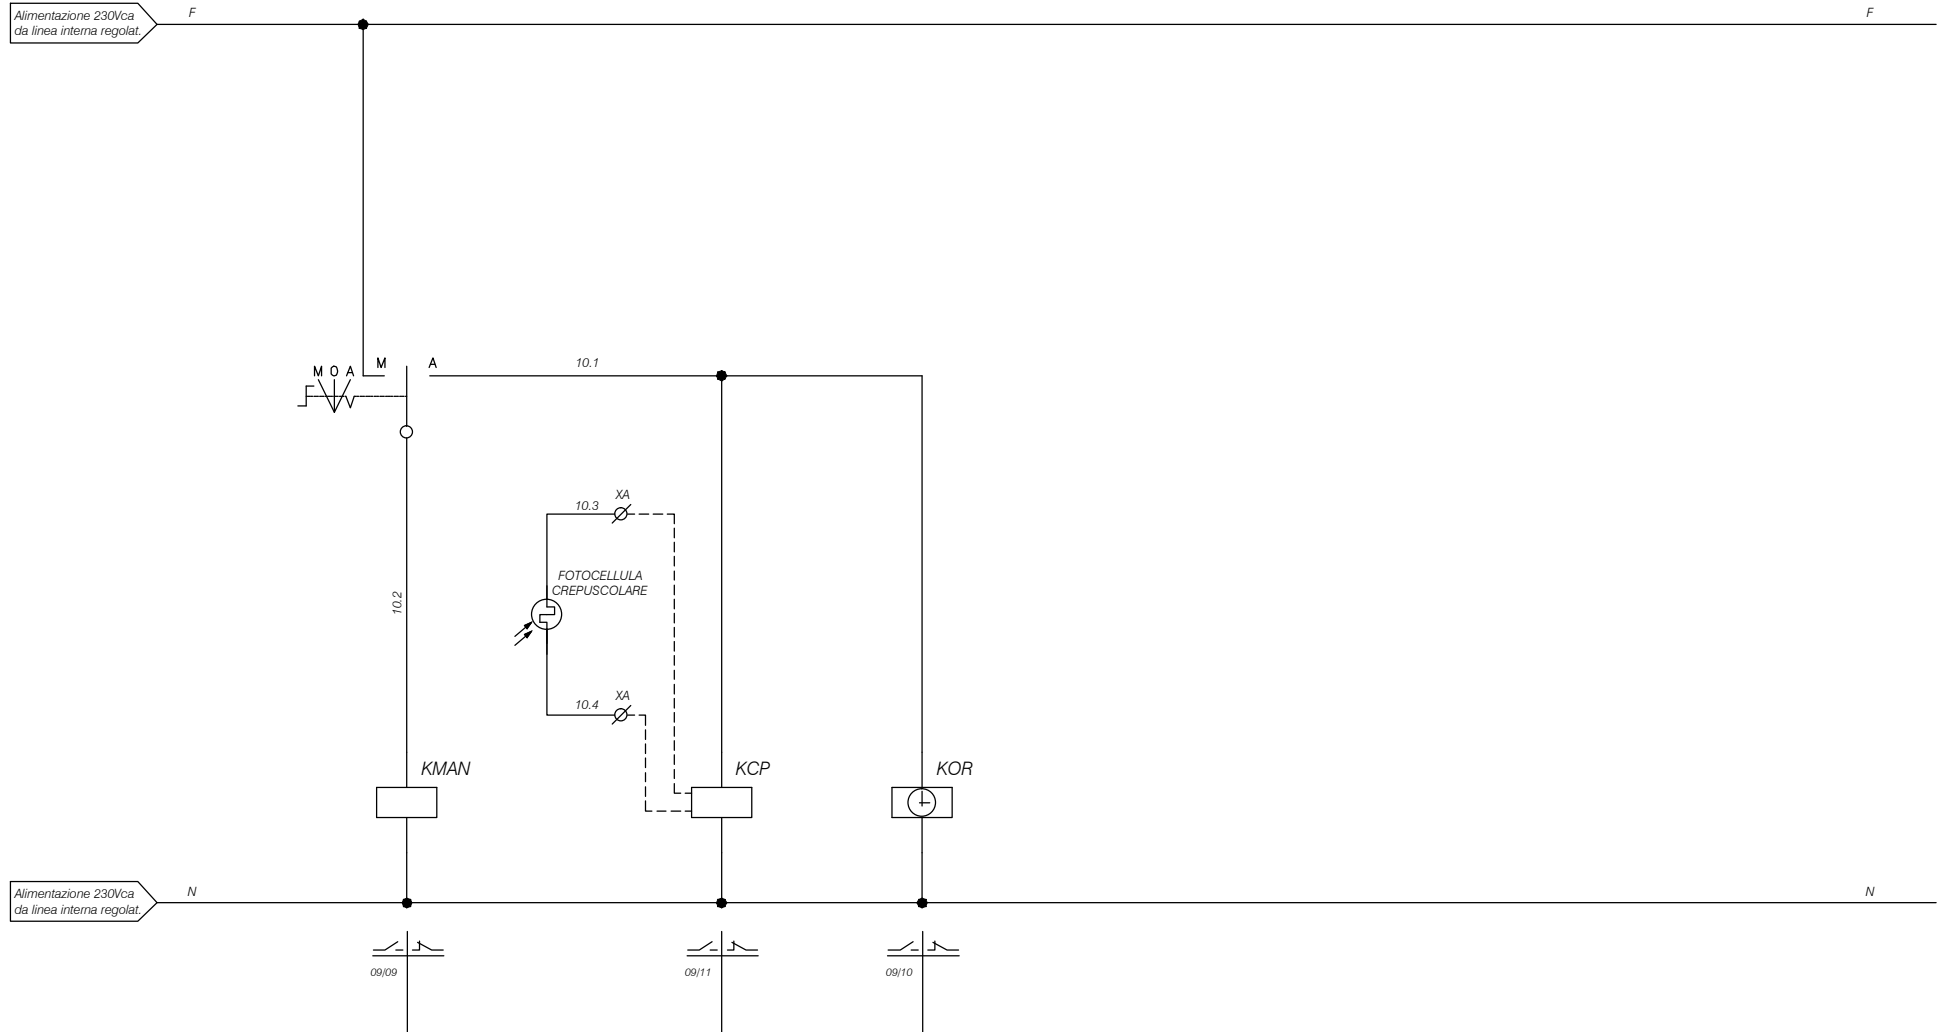 Alimentazione 230Vca
da linea interna regolat.
F
F
M O A
M
A
10.1
XA
10.3
FOTOCELLULA
CREPUSCOLARE
10.2
XA
10.4
KMAN
KCP
KOR
Alimentazione 230Vca
da linea interna regolat.
N
N
09/09
09/11
09/10